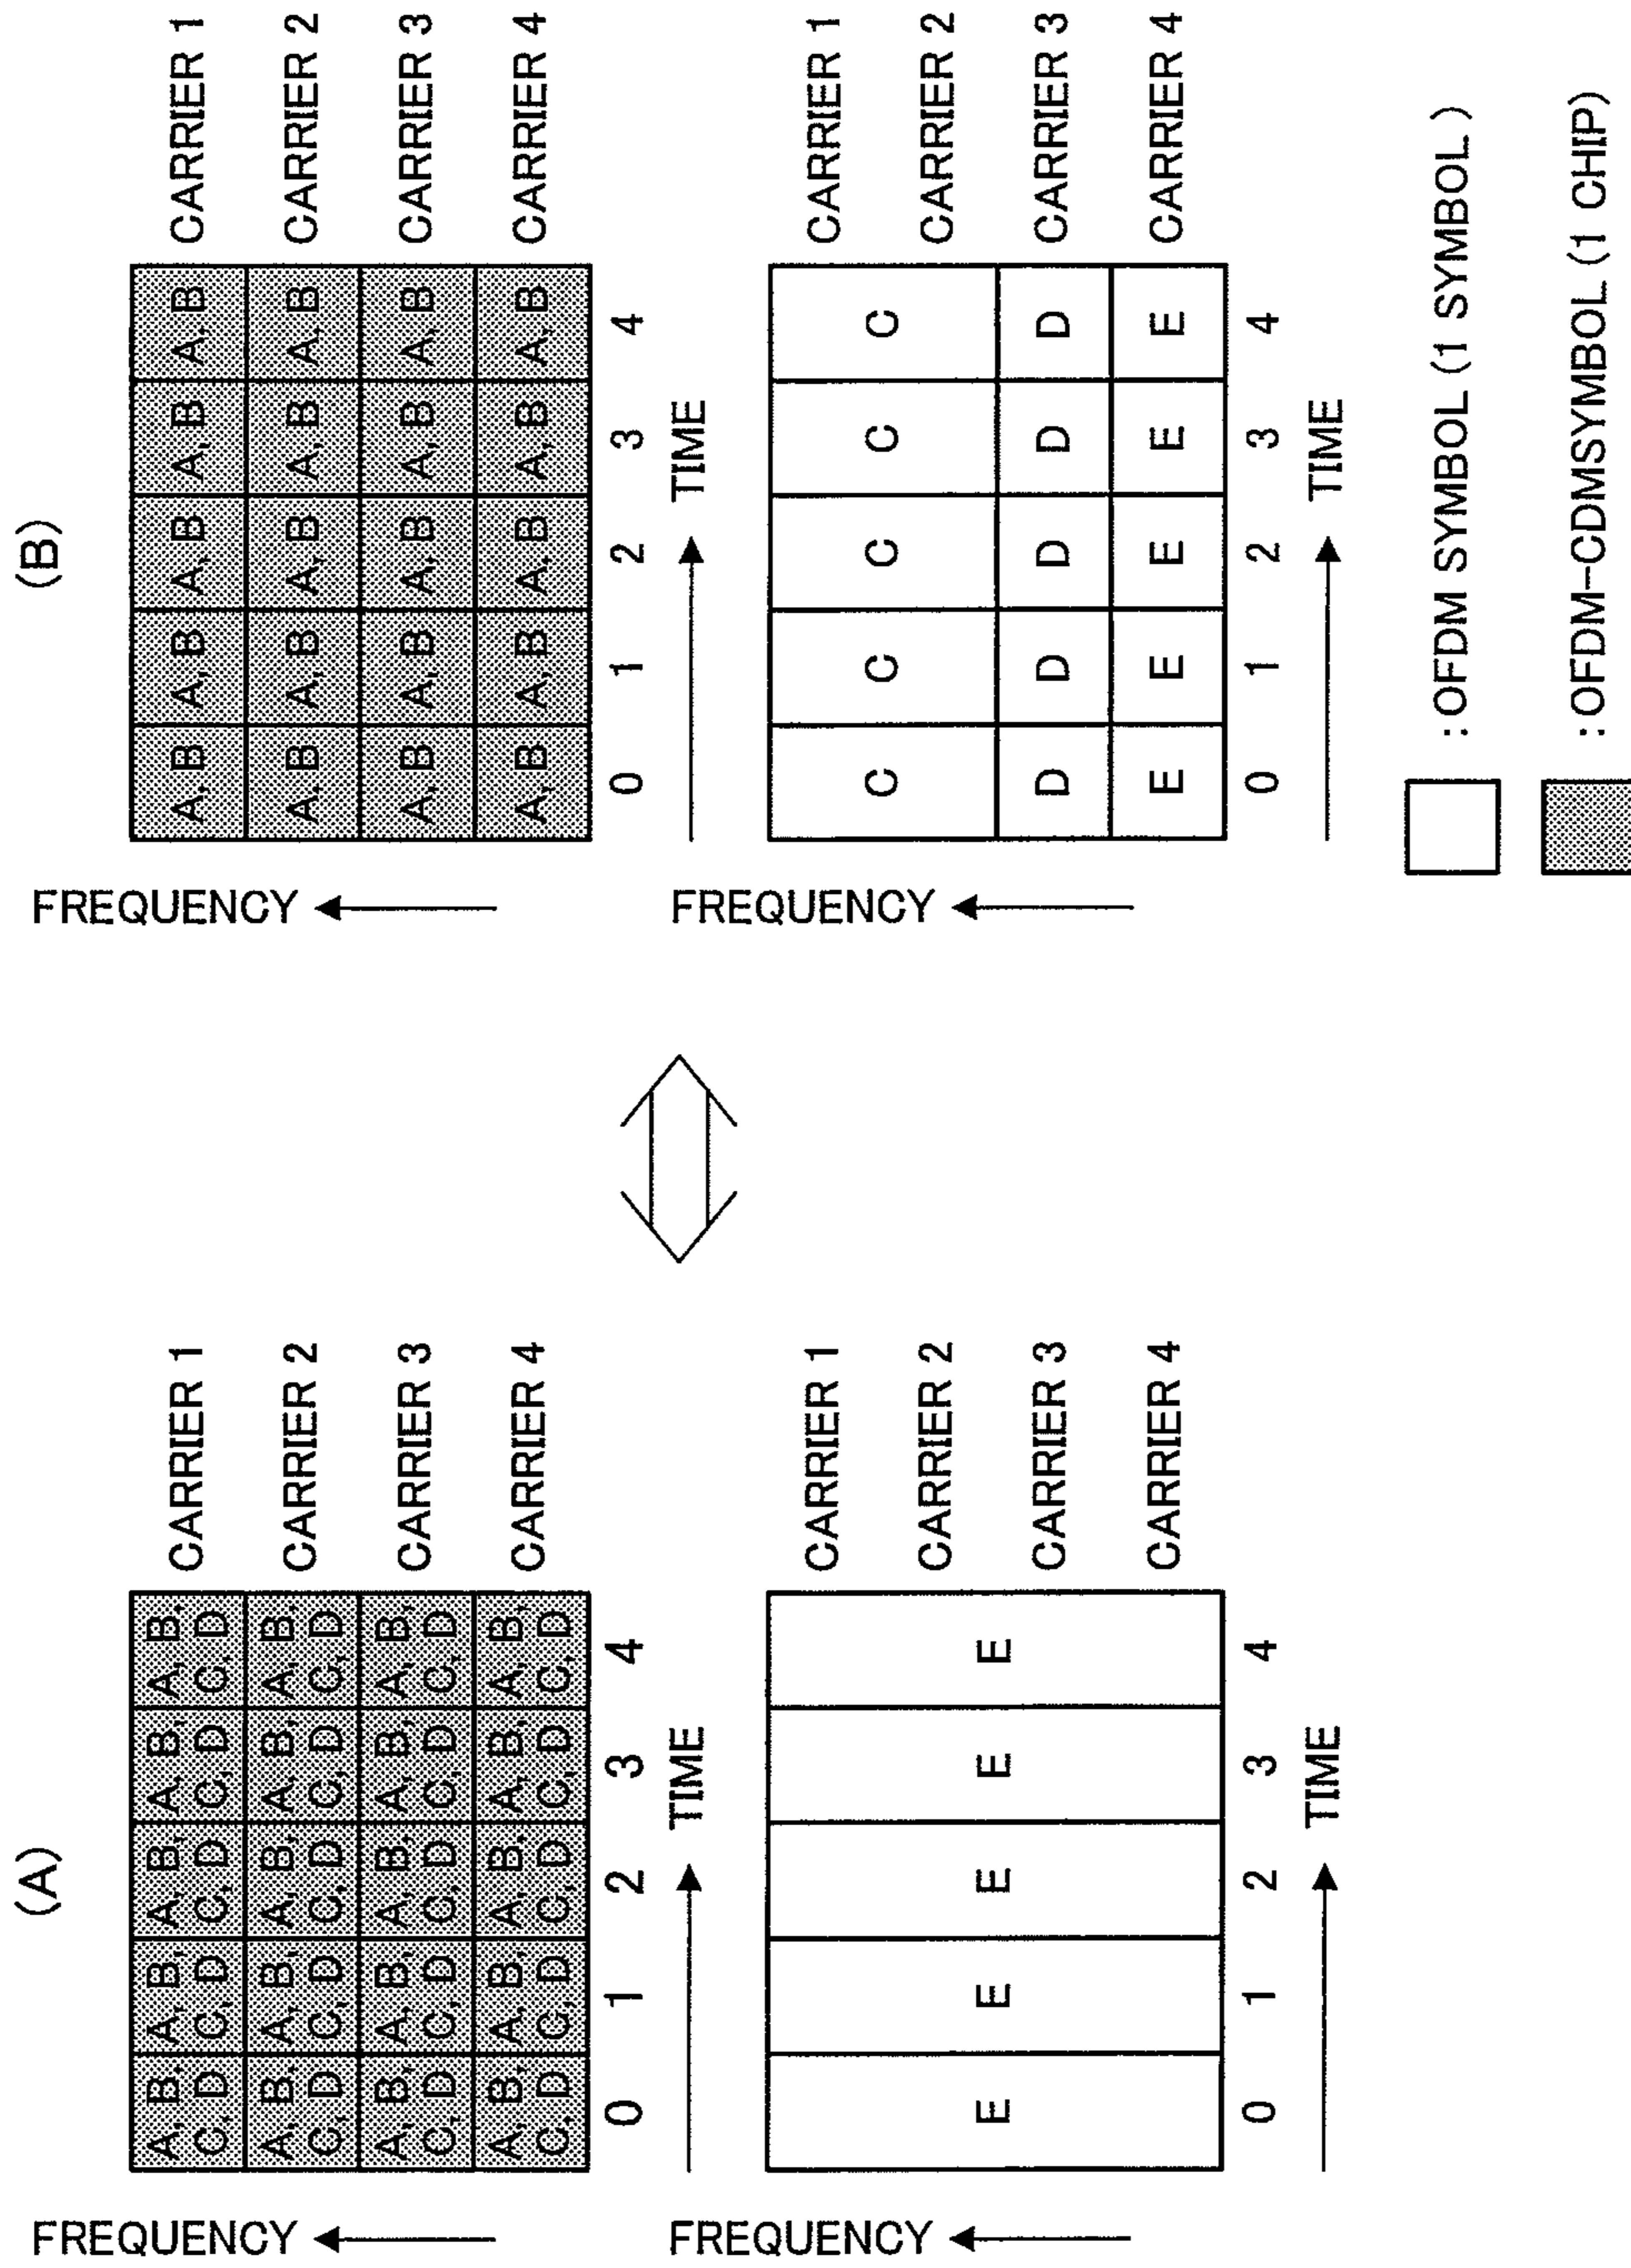 (A)
FREQUENCY
A, B, A, B, A, B, A, B, A, B,
C, D C, D C, D C, D C, D
CARRIER 1
A, B, A, B, A, B, A, B, A, B,
C, D C, D C, D C, D C, D
CARRIER 2
A, B, A, B, A, B, A, B, A, B,
C, D C, D C, D C, D C, D
CARRIER 3
A, B, A, B, A, B, A, B, A, B,
C, D C, D C, D C, D C, D
CARRIER 4
0 1 2 3 4
TIME
FREQUENCY
E E E E E
CARRIER 1
CARRIER 2
CARRIER 3
CARRIER 4
0 1 2 3 4
TIME
(B)
FREQUENCY
A, B A, B A, B A, B A, B CARRIER 1
A, B A, B A, B A, B A, B CARRIER 2
A, B A, B A, B A, B A, B CARRIER 3
A, B A, B A, B A, B A, B CARRIER 4
0 1 2 3 4
TIME
FREQUENCY
CARRIER 1
C C C C C
CARRIER 2
D D D D D CARRIER 3
E E E E E CARRIER 4
0 1 2 3 4
TIME
: OFDM SYMBOL (1 SYMBOL )
: OFDM-CDMSYMBOL (1 CHIP)